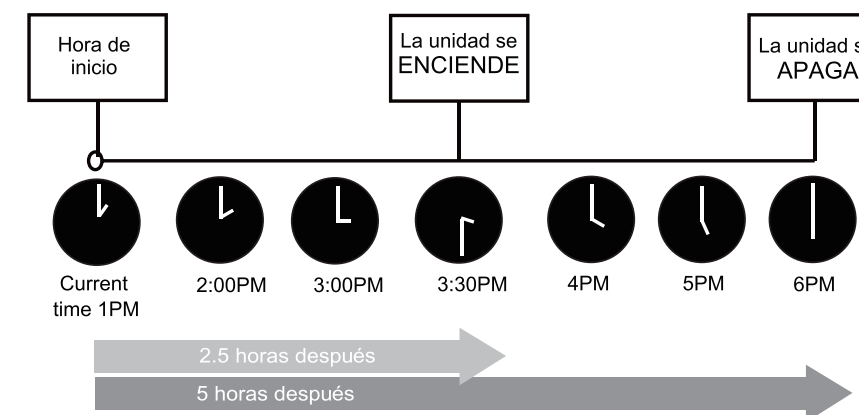 Hora de
inicio
La unidad se
ENCIENDE
La unidad
APAGA
Current
time 1PM
2:00PM
3:00PM
3:30PM
4PM
5PM
6PM
2.5 horas después
5 horas después